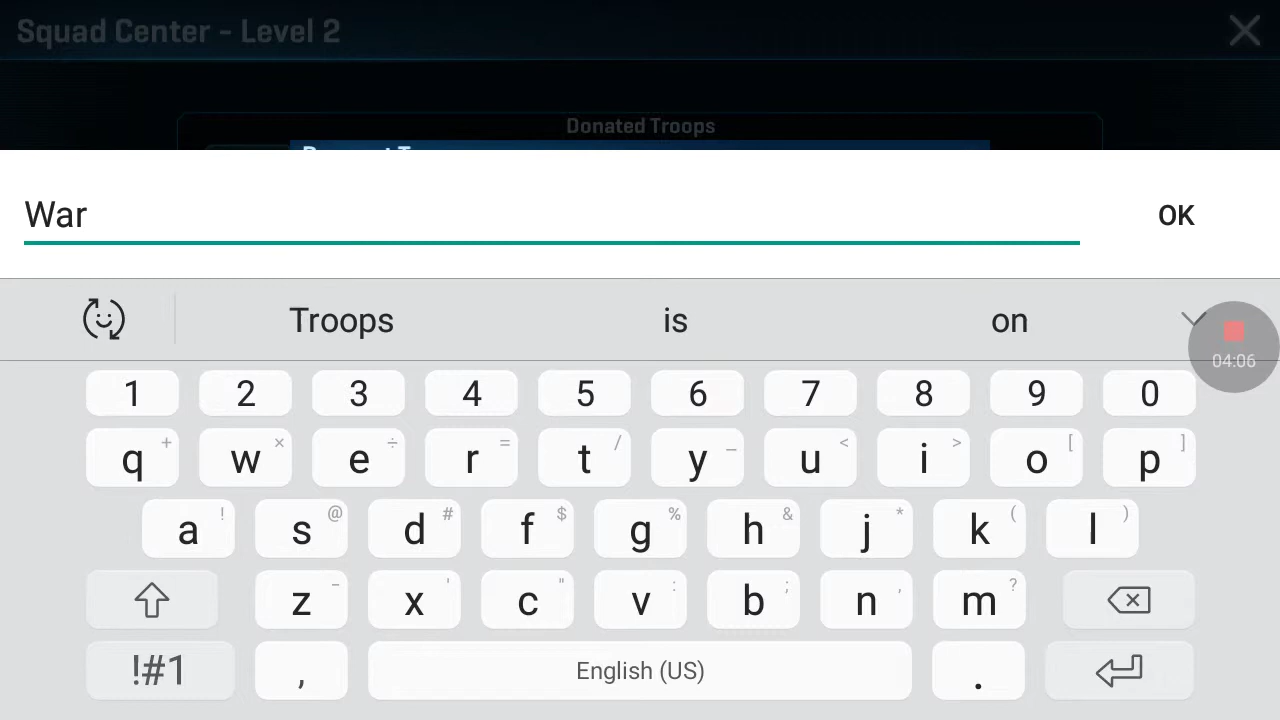 Squad Center - Level 2
Donated Troops
War
OK
Troops is on
04:06
1 2 3 4 5 6 7 8 9 0
q + w × e ÷ r = t / y _ u < i > o [ p ]
a ! s @ d # f $ g % h & j * k ( l )
z - x ' c " v : b ; n , m ?
!#1 , English (US) .